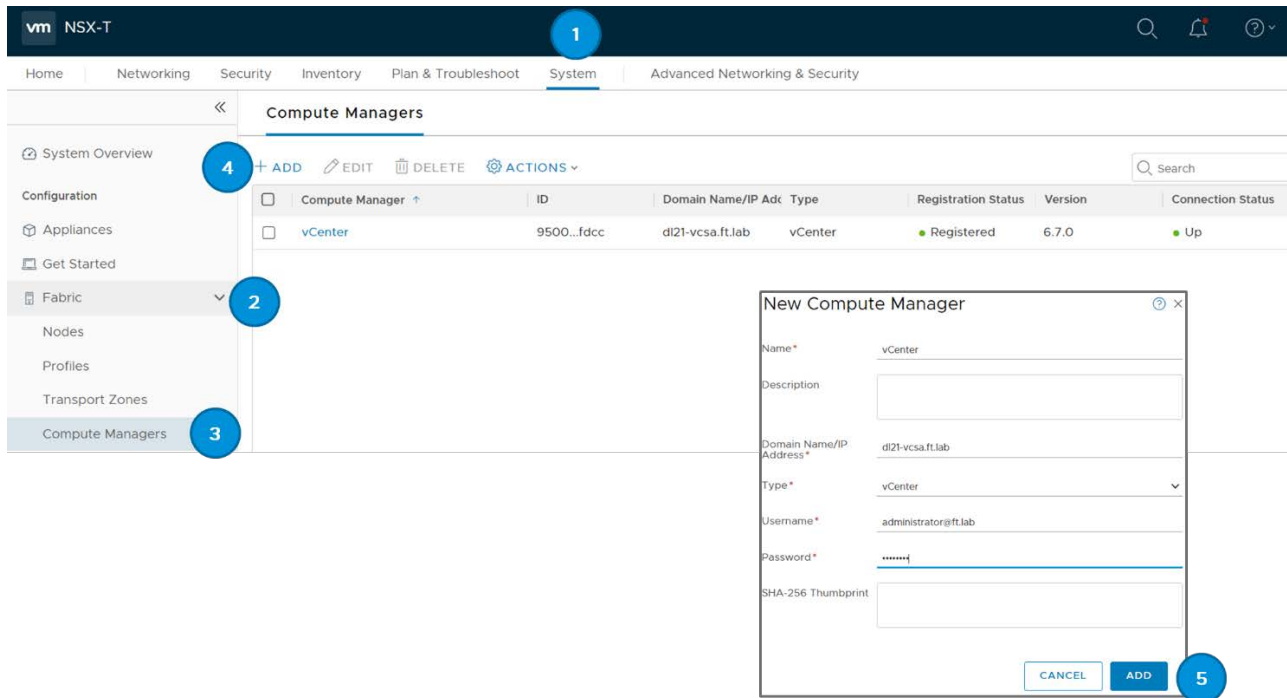 vm NSX-T
1
Home Networking Security Inventory Plan & Troubleshoot System Advanced Networking & Security
Compute Managers
System Overview
4 + ADD EDIT DELETE ACTIONS
Search
Configuration
Compute Manager ↑ ID Domain Name/IP Adc Type Registration Status Version Connection Status
Appliances
vCenter 9500...fdcc dl21-vcsa.ft.lab vCenter Registered 6.7.0 Up
Get Started
Fabric 2
Nodes
Profiles
Transport Zones
Compute Managers 3
New Compute Manager
Name* vCenter
Description
Domain Name/IP
Address* dl21-vcsa.ft.lab
Type* vCenter
Username* administrator@ft.lab
Password* ••••••••
SHA-256 Thumbprint
CANCEL ADD 5